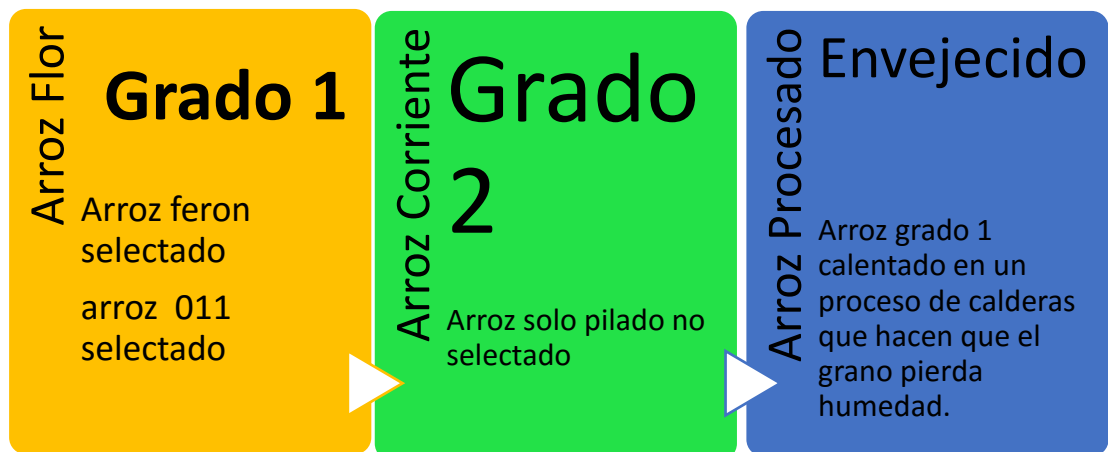 Arroz Flor
Grado 1
Arroz feron
selectado
arroz 011
selectado
Arroz Corriente
Grado
2
Arroz solo pilado no
selectado
Arroz Procesado
Envejecido
Arroz grado 1
calentado en un
proceso de calderas
que hacen que el
grano pierda
humedad.